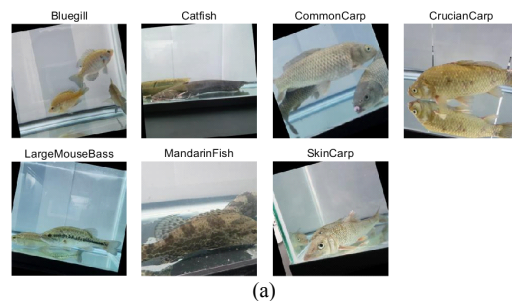 Bluegill
Catfish
CommonCarp
CrucianCarp
LargeMouseBass
MandarinFish
SkinCarp
(a)